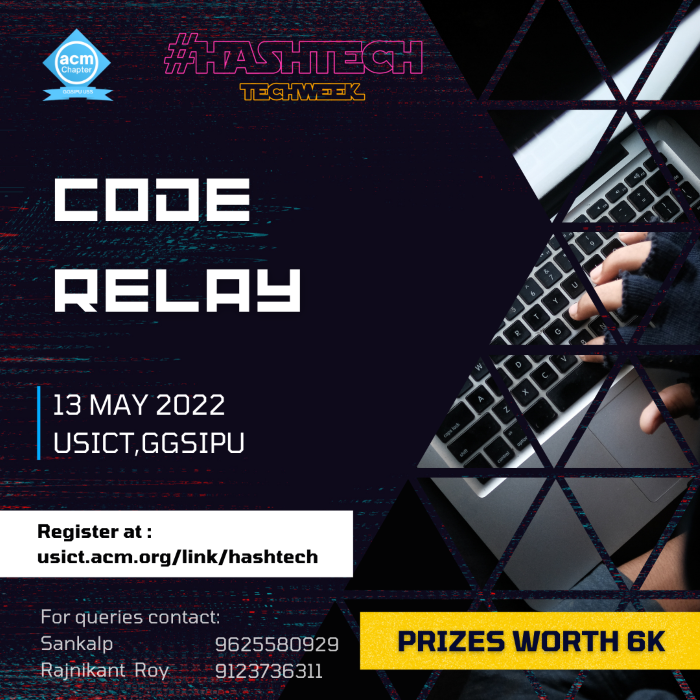 acm
Chapter
GGSIPU USS
#HASHTECH
TECHWEEK
CODE
RELAY
13 MAY 2022
USICT,GGSIPU
Register at :
usict.acm.org/link/hashtech
For queries contact:
Sankalp 9625580929
Rajnikant Roy 9123736311
PRIZES WORTH 6K